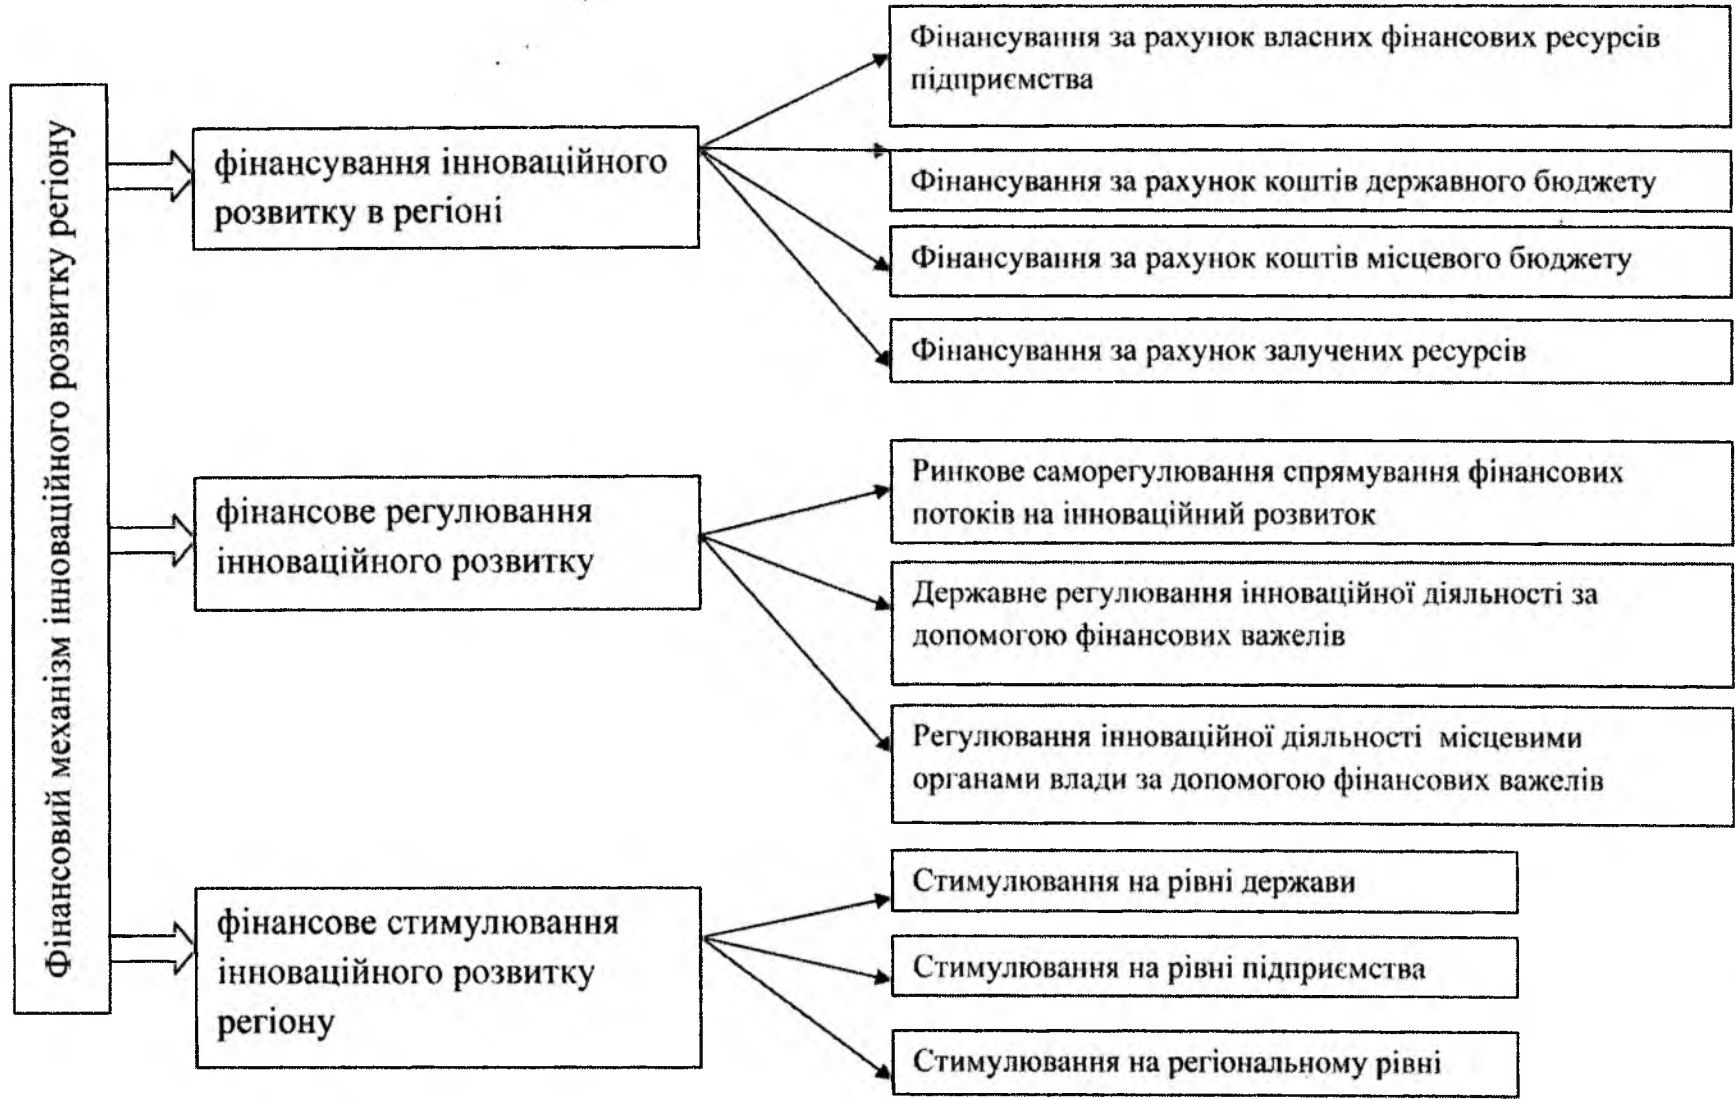 Фінансовий механізм інноваційного розвитку регіону
фінансування інноваційного
розвитку в регіоні
Фінансування за рахунок власних фінансових ресурсів
підприємства
Фінансування за рахунок коштів державного бюджету
Фінансування за рахунок коштів місцевого бюджету
Фінансування за рахунок залучених ресурсів
фінансове регулювання
інноваційного розвитку
Ринкове саморегулювання спрямування фінансових
потоків на інноваційний розвиток
Державне регулювання інноваційної діяльності за
допомогою фінансових важелів
Регулювання інноваційної діяльності місцевими
органами влади за допомогою фінансових важелів
фінансове стимулювання
інноваційного розвитку
регіону
Стимулювання на рівні держави
Стимулювання на рівні підприємства
Стимулювання на регіональному рівні